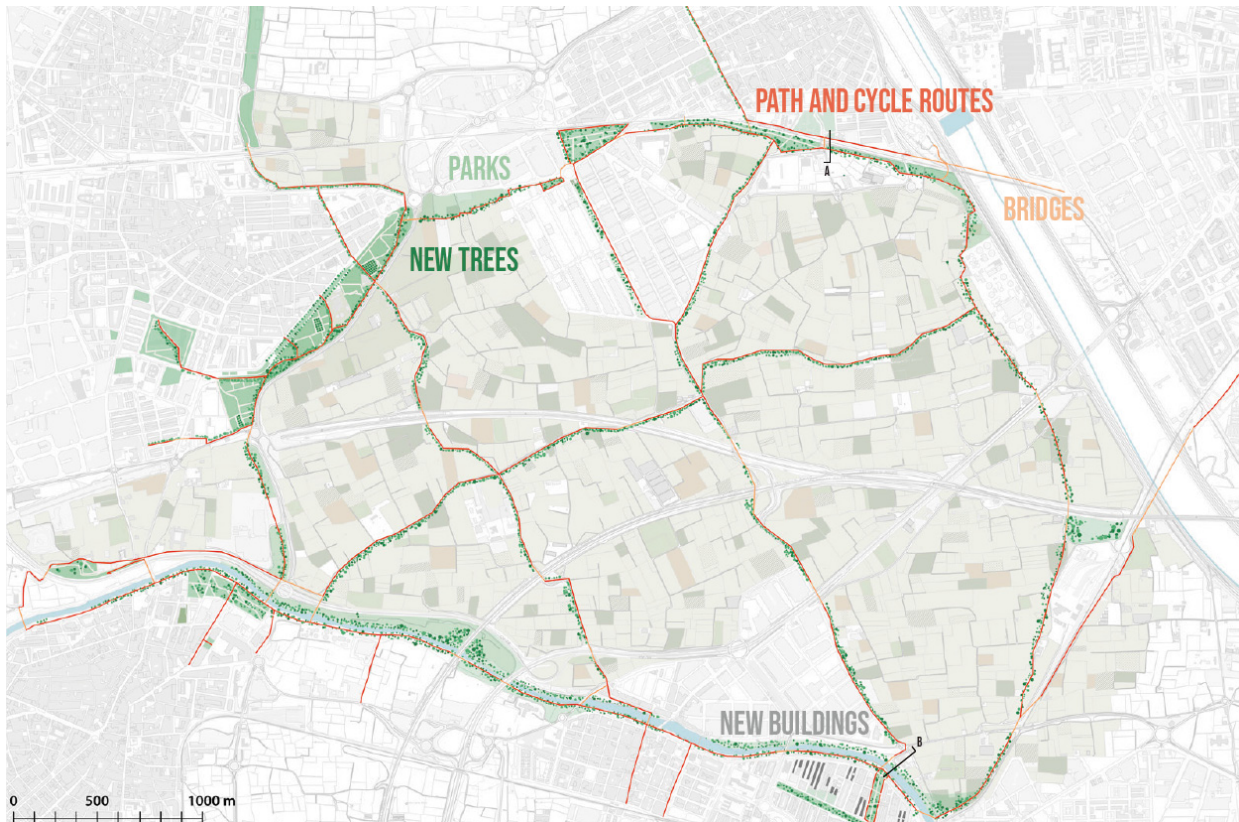 PATH AND CYCLE ROUTES
A
PARKS
BRIDGES
NEW TREES
NEW BUILDINGS
B
0 500 1000 m